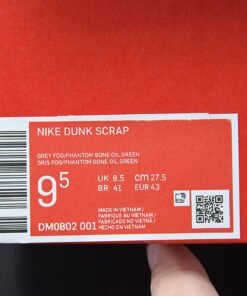 NIKE DUNK SCRAP
GREY FOG/PHANTOM.BONE OIL GREEN
GRIS FOG/PHANTOM.BONE OIL GREEN
9 5
UK 8.5 cm 27.5
BR 41 EUR 43
MADE IN VIETNAM /
FABRIQUÉ AU VIETNAM /
FABRICADO NO VIETNÃ /
HECHO EN VIETNAM
DM0802 001